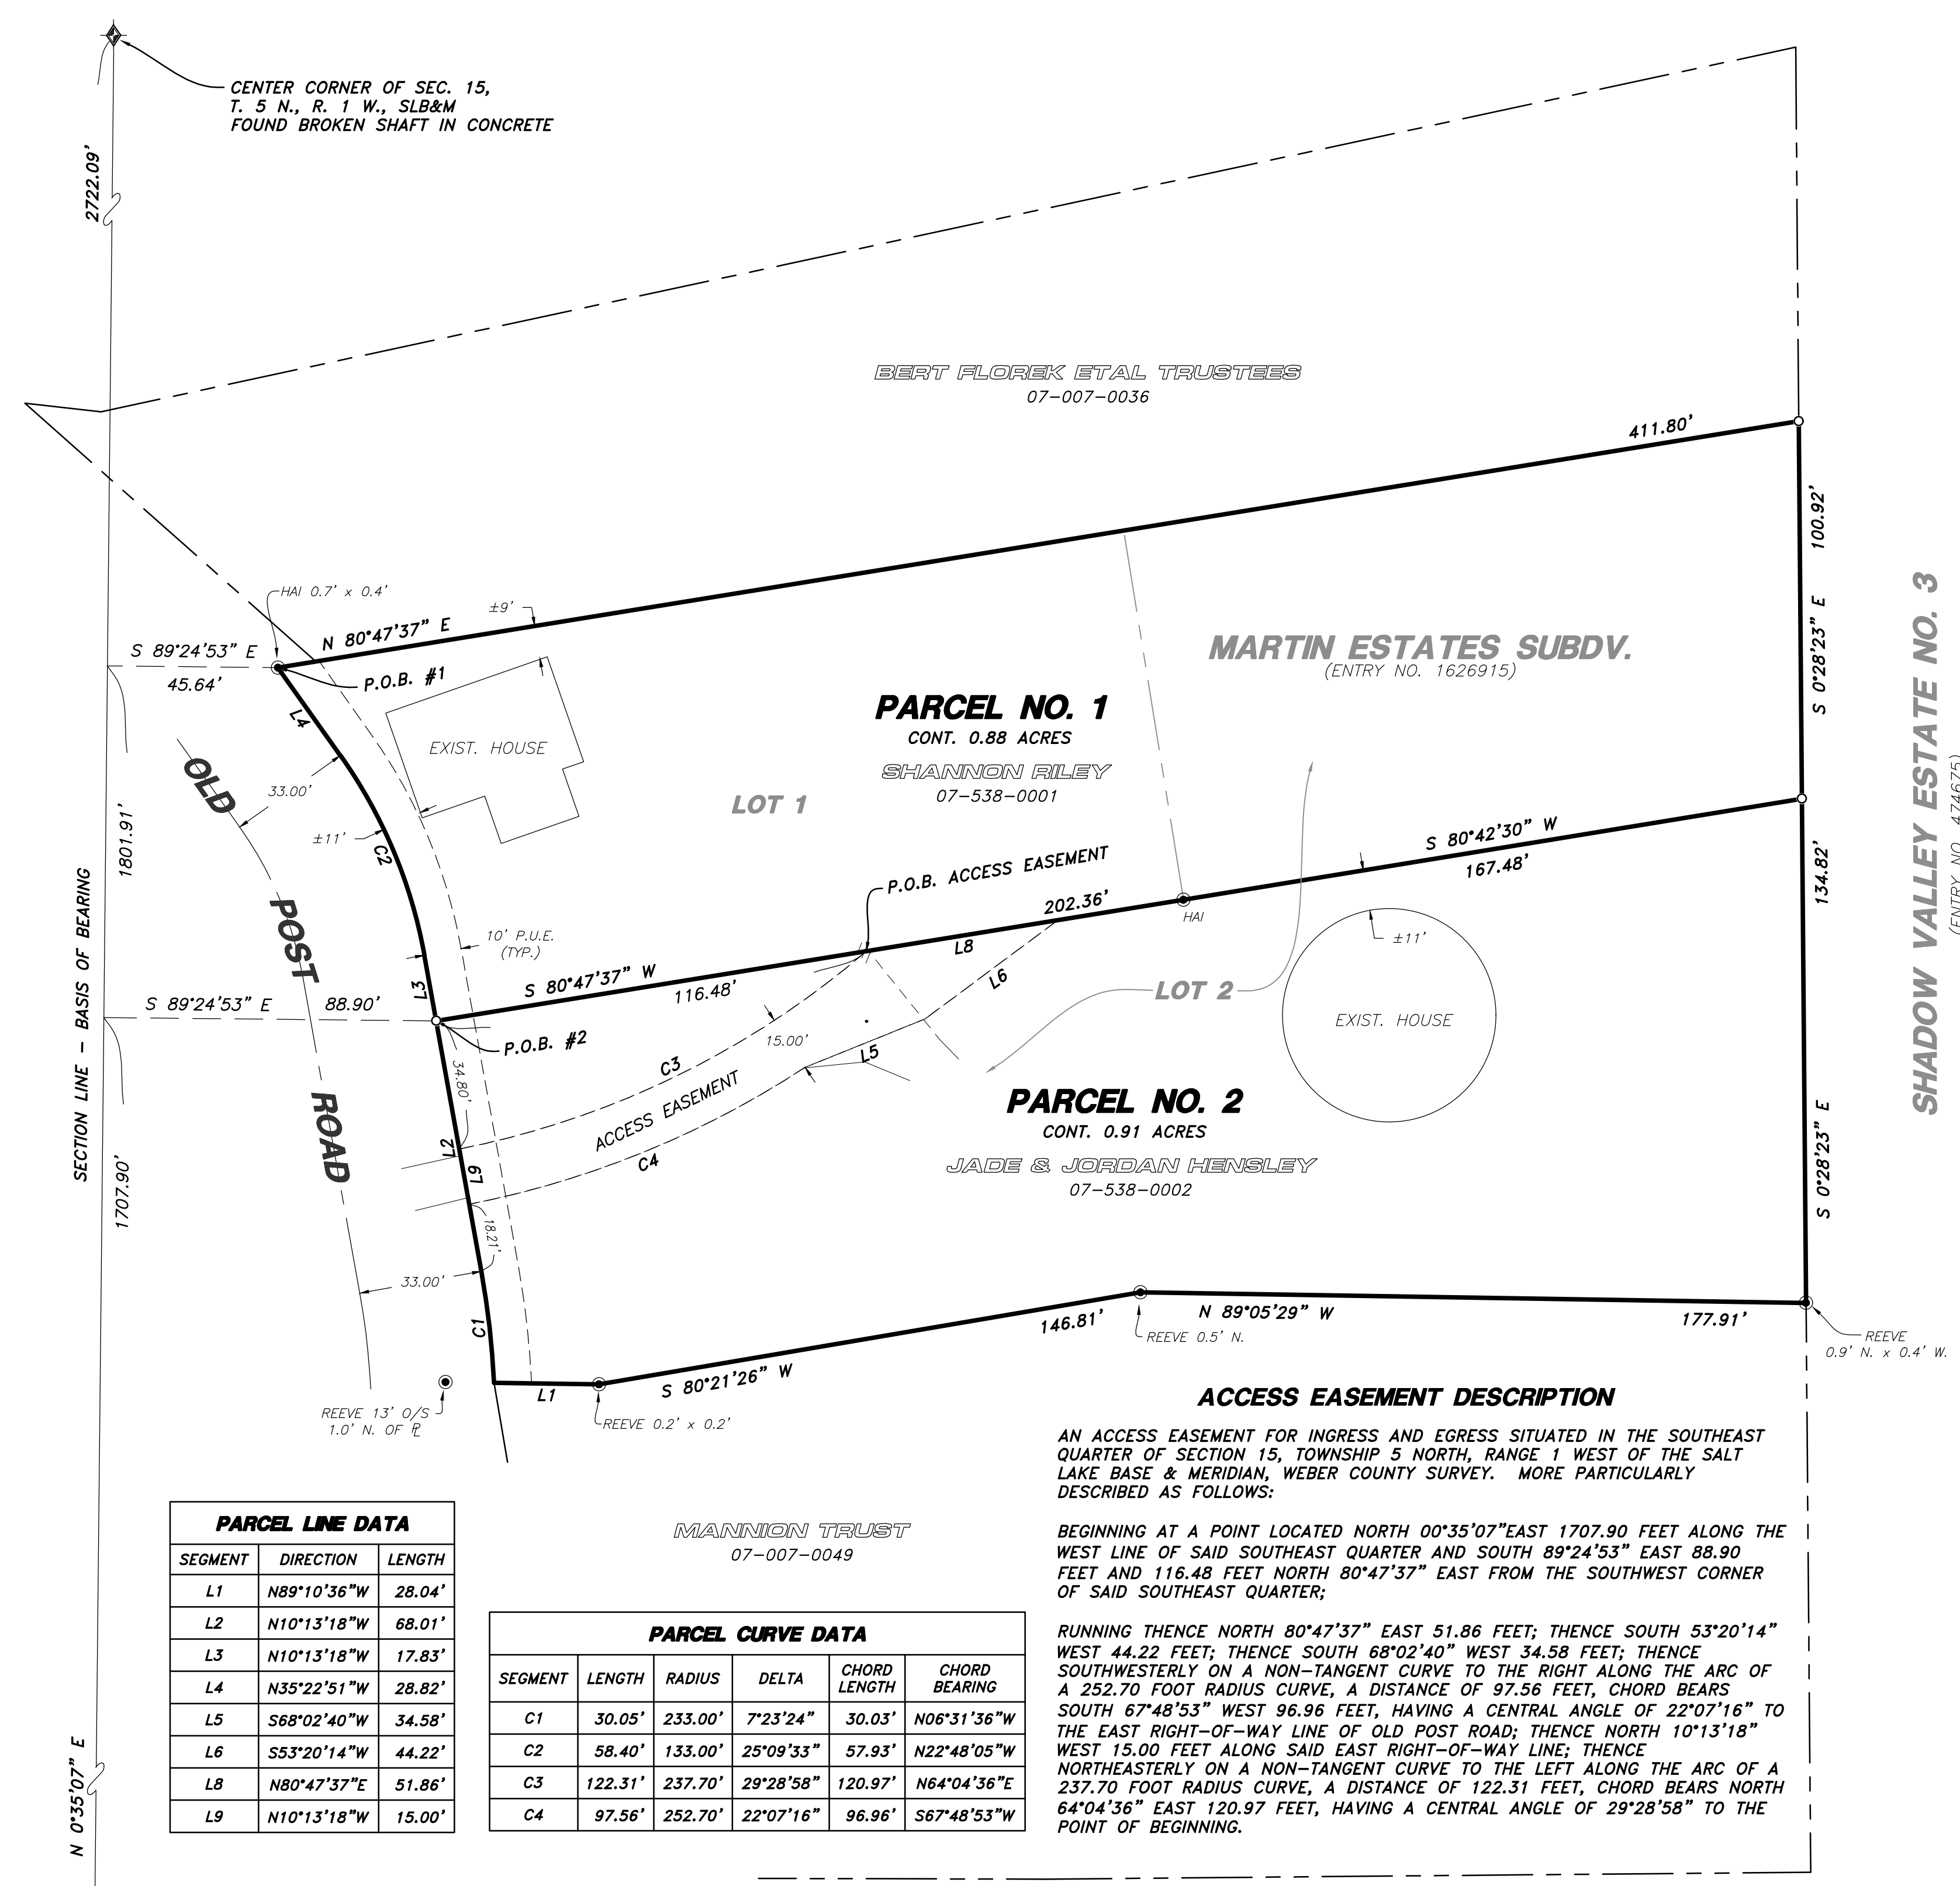 CENTER CORNER OF SEC. 15,
T. 5 N., R. 1 W., SLB&M
FOUND BROKEN SHAFT IN CONCRETE
2722.09'
BERT FLOREK ETAL TRUSTEES
07-007-0036
411.80'
100.92'
S 0°28'23" E
HAI 0.7' x 0.4'
±9'
N 80°47'37" E
S 89°24'53" E
45.64'
P.O.B. #1
L4
MARTIN ESTATES SUBDV.
(ENTRY NO. 1626915)
PARCEL NO. 1
CONT. 0.88 ACRES
SHANNON RILEY
07-538-0001
EXIST. HOUSE
LOT 1
33.00'
±11'
C2
1801.91'
OLD
POST
ROAD
SHADOW VALLEY ESTATE NO. 3
(ENTRY NO. 474675)
SECTION LINE - BASIS OF BEARING
P.O.B. ACCESS EASEMENT
S 80°42'30" W
167.48'
202.36'
HAI
134.82'
10' P.U.E.
(TYP.)
L8
L6
±11'
S 80°47'37" W
116.48'
L3
S 89°24'53" E
88.90'
LOT 2
EXIST. HOUSE
P.O.B. #2
15.00'
L5
C3
34.80'
ACCESS EASEMENT
C4
PARCEL NO. 2
CONT. 0.91 ACRES
JADE & JORDAN HENSLEY
07-538-0002
S 0°28'23" E
1707.90'
L2
L9
18.21'
33.00'
C1
L1
146.81'
N 89°05'29" W
177.91'
REEVE 0.5' N.
REEVE
0.9' N. x 0.4' W.
S 80°21'26" W
REEVE 13' O/S
1.0' N. OF PL
REEVE 0.2' x 0.2'
ACCESS EASEMENT DESCRIPTION
AN ACCESS EASEMENT FOR INGRESS AND EGRESS SITUATED IN THE SOUTHEAST
QUARTER OF SECTION 15, TOWNSHIP 5 NORTH, RANGE 1 WEST OF THE SALT
LAKE BASE & MERIDIAN, WEBER COUNTY SURVEY. MORE PARTICULARLY
DESCRIBED AS FOLLOWS:
BEGINNING AT A POINT LOCATED NORTH 00°35'07"EAST 1707.90 FEET ALONG THE
WEST LINE OF SAID SOUTHEAST QUARTER AND SOUTH 89°24'53" EAST 88.90
FEET AND 116.48 FEET NORTH 80°47'37" EAST FROM THE SOUTHWEST CORNER
OF SAID SOUTHEAST QUARTER;
RUNNING THENCE NORTH 80°47'37" EAST 51.86 FEET; THENCE SOUTH 53°20'14"
WEST 44.22 FEET; THENCE SOUTH 68°02'40" WEST 34.58 FEET; THENCE
SOUTHWESTERLY ON A NON-TANGENT CURVE TO THE RIGHT ALONG THE ARC OF
A 252.70 FOOT RADIUS CURVE, A DISTANCE OF 97.56 FEET, CHORD BEARS
SOUTH 67°48'53" WEST 96.96 FEET, HAVING A CENTRAL ANGLE OF 22°07'16" TO
THE EAST RIGHT-OF-WAY LINE OF OLD POST ROAD; THENCE NORTH 10°13'18"
WEST 15.00 FEET ALONG SAID EAST RIGHT-OF-WAY LINE; THENCE
NORTHEASTERLY ON A NON-TANGENT CURVE TO THE LEFT ALONG THE ARC OF A
237.70 FOOT RADIUS CURVE, A DISTANCE OF 122.31 FEET, CHORD BEARS NORTH
64°04'36" EAST 120.97 FEET, HAVING A CENTRAL ANGLE OF 29°28'58" TO THE
POINT OF BEGINNING.
MANNION TRUST
07-007-0049
PARCEL LINE DATA
SEGMENT DIRECTION LENGTH
L1 N89°10'36"W 28.04'
L2 N10°13'18"W 68.01'
L3 N10°13'18"W 17.83'
L4 N35°22'51"W 28.82'
L5 S68°02'40"W 34.58'
L6 S53°20'14"W 44.22'
L8 N80°47'37"E 51.86'
L9 N10°13'18"W 15.00'
PARCEL CURVE DATA
SEGMENT LENGTH RADIUS DELTA CHORD LENGTH CHORD BEARING
C1 30.05' 233.00' 7°23'24" 30.03' N06°31'36"W
C2 58.40' 133.00' 25°09'33" 57.93' N22°48'05"W
C3 122.31' 237.70' 29°28'58" 120.97' N64°04'36"E
C4 97.56' 252.70' 22°07'16" 96.96' S67°48'53"W
N 0°35'07" E